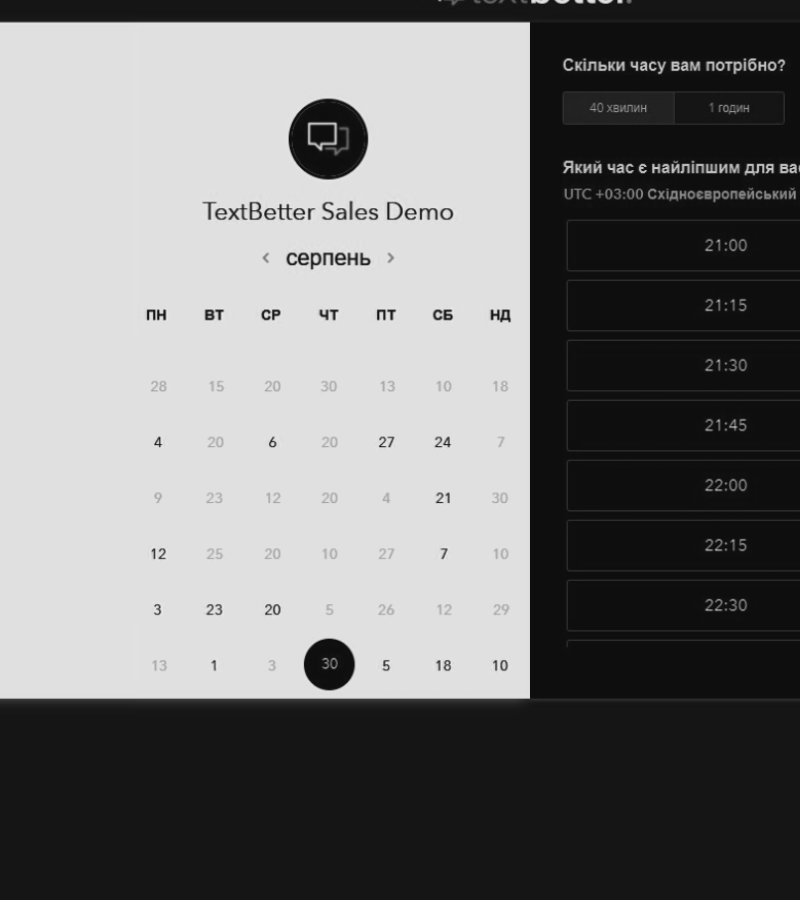 textbetter.
TextBetter Sales Demo
‹ серпень ›
ПН ВТ СР ЧТ ПТ СБ НД
28 15 20 30 13 10 18
4 20 6 20 27 24 7
9 23 12 20 4 21 30
12 25 20 10 27 7 10
3 23 20 5 26 12 29
13 1 3 30 5 18 10
Скільки часу вам потрібно?
40 хвилин 1 годин
Який час є найліпшим для ва
UTC +03:00 Східноєвропейський
21:00
21:15
21:30
21:45
22:00
22:15
22:30